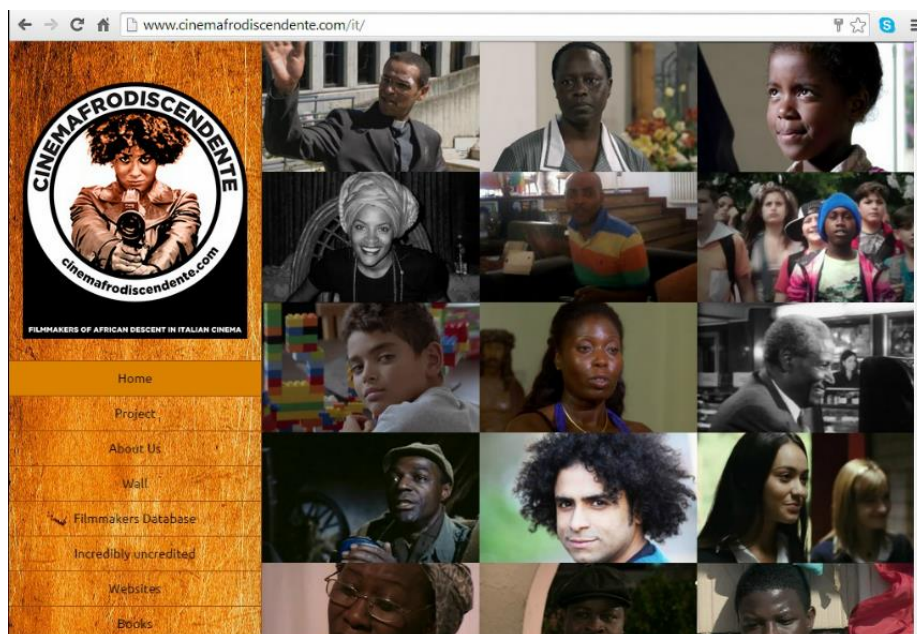 www.cinemafrodiscendente.com/it/
CINEMAFRODISCENDENTE
cinemafrodiscendente.com
FILMMAKERS OF AFRICAN DESCENT IN ITALIAN CINEMA
Home
Project
About Us
Wall
Filmmakers Database
Incredibly uncredited
Websites
Books